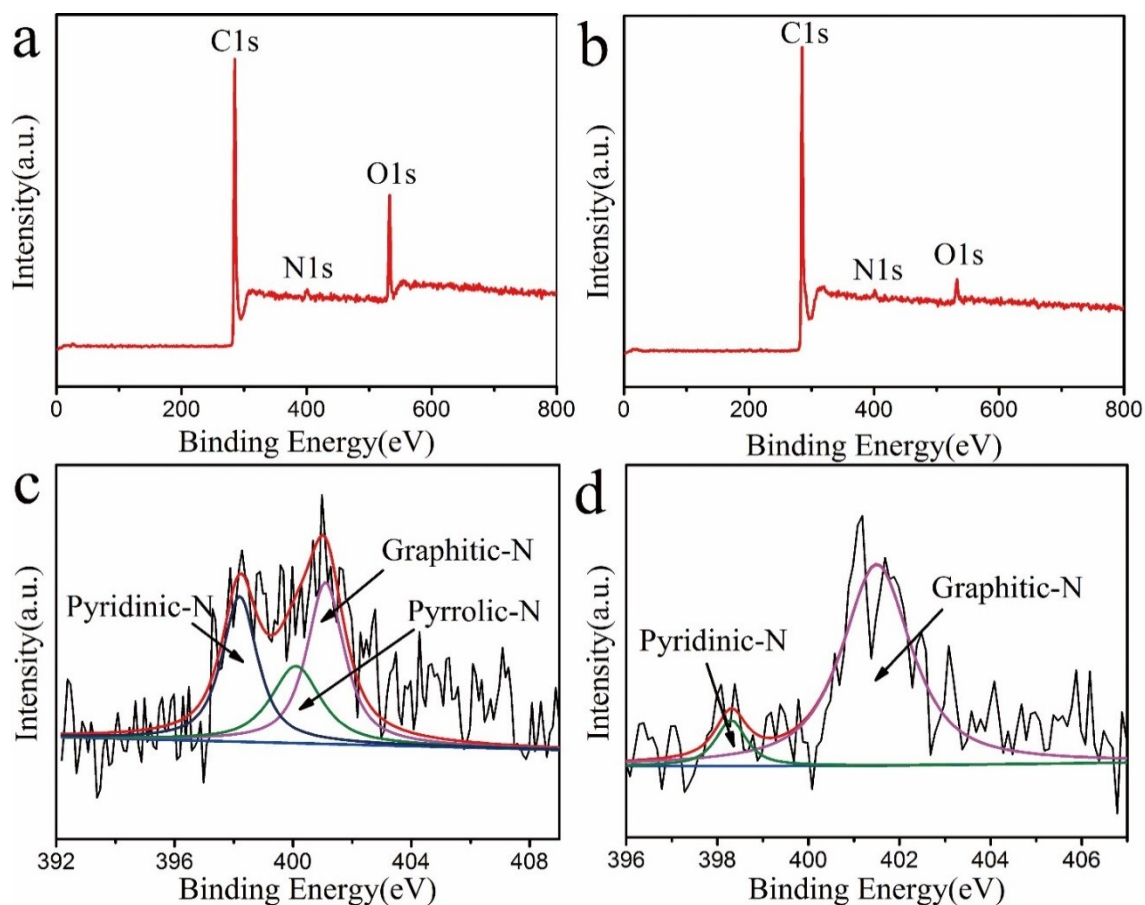 a
C1s
N1s
O1s
Intensity(a.u.)
0 200 400 600 800
Binding Energy(eV)
b
C1s
N1s
O1s
Intensity(a.u.)
0 200 400 600 800
Binding Energy(eV)
c
Pyridinic-N
Graphitic-N
Pyrrolic-N
Intensity(a.u.)
392 396 400 404 408
Binding Energy(eV)
d
Pyridinic-N
Graphitic-N
Intensity(a.u.)
396 398 400 402 404 406
Binding Energy(eV)